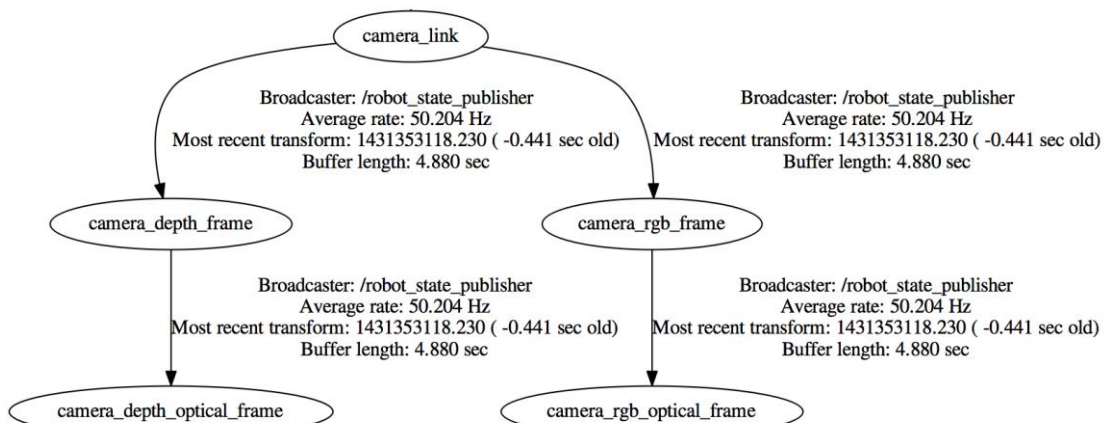 camera_link
Broadcaster: /robot_state_publisher
Average rate: 50.204 Hz
Most recent transform: 1431353118.230 ( -0.441 sec old)
Buffer length: 4.880 sec
Broadcaster: /robot_state_publisher
Average rate: 50.204 Hz
Most recent transform: 1431353118.230 ( -0.441 sec old)
Buffer length: 4.880 sec
camera_depth_frame
camera_rgb_frame
Broadcaster: /robot_state_publisher
Average rate: 50.204 Hz
Most recent transform: 1431353118.230 ( -0.441 sec old)
Buffer length: 4.880 sec
Broadcaster: /robot_state_publisher
Average rate: 50.204 Hz
Most recent transform: 1431353118.230 ( -0.441 sec old)
Buffer length: 4.880 sec
camera_depth_optical_frame
camera_rgb_optical_frame